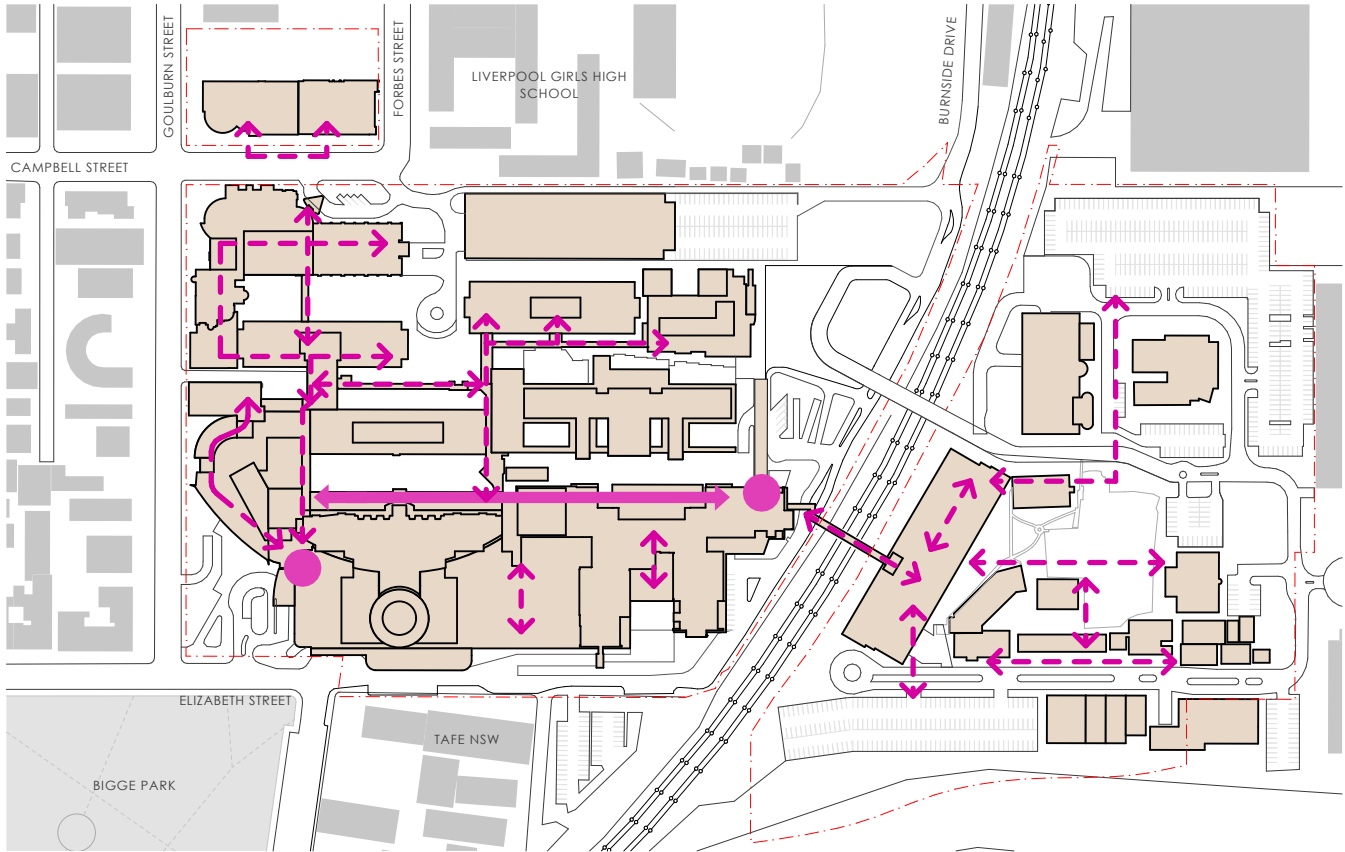 GOULBURN STREET
FORBES STREET
LIVERPOOL GIRLS HIGH
SCHOOL
BURNSIDE DRIVE
CAMPBELL STREET
ELIZABETH STREET
TAFE NSW
BIGGE PARK